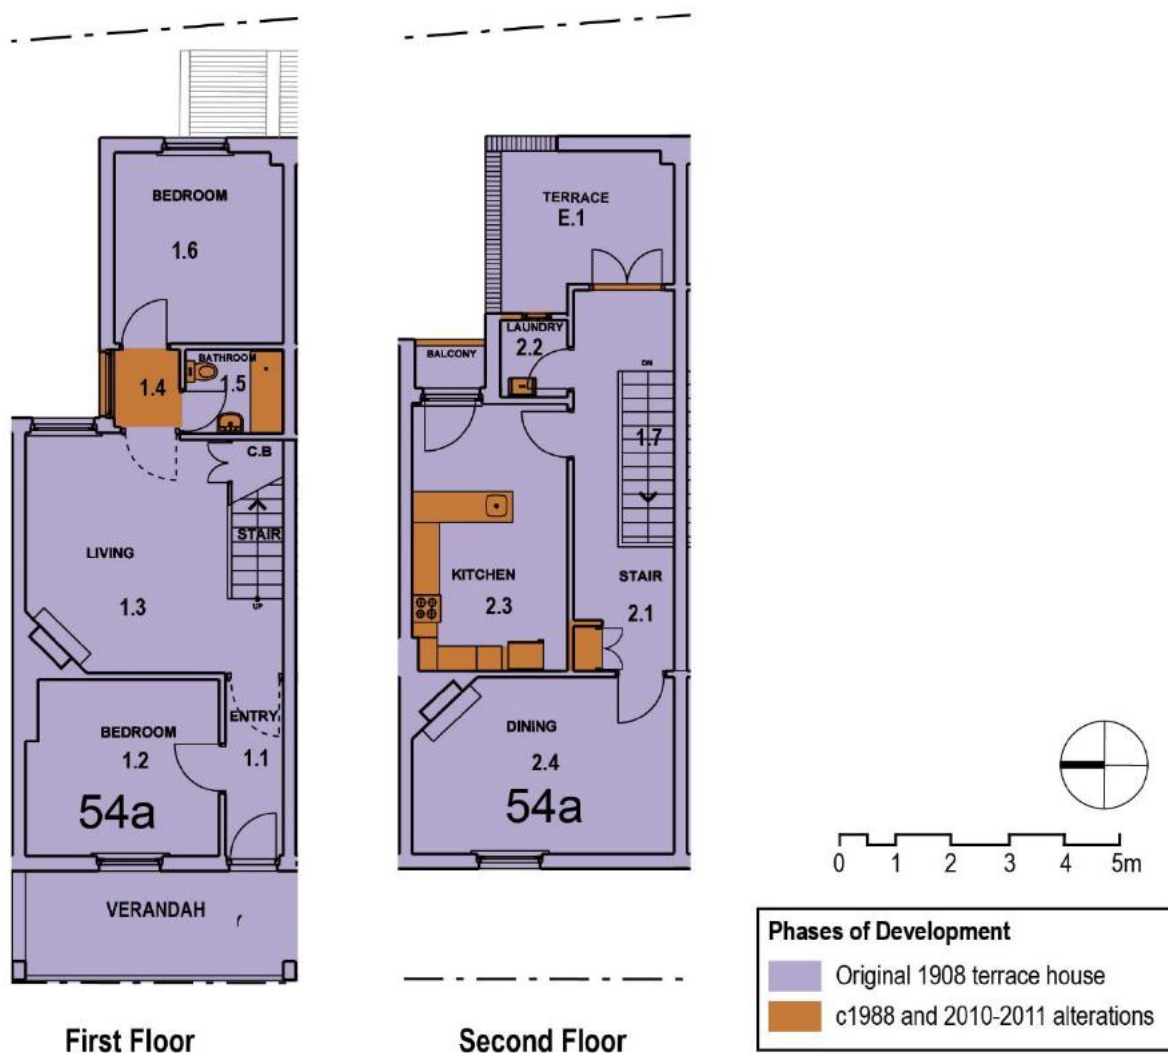 BEDROOM
1.6
1.4
BATHROOM
1.5
C.B
STAIR
UP
LIVING
1.3
BEDROOM
1.2
ENTRY
1.1
54a
VERANDAH
First Floor
TERRACE
E.1
LAUNDRY
2.2
BALCONY
DN
1.7
KITCHEN
2.3
STAIR
2.1
DINING
2.4
54a
Second Floor
0 1 2 3 4 5m
Phases of Development
Original 1908 terrace house
c1988 and 2010-2011 alterations